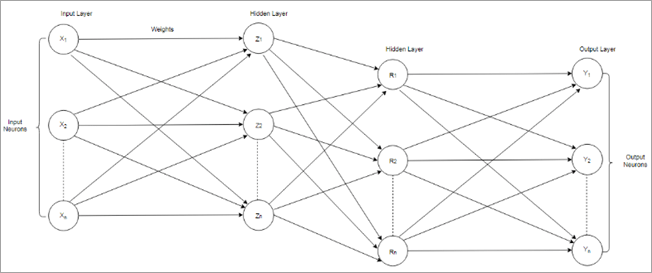 Input Layer
Hidden Layer
Weights
Hidden Layer
Output Layer
X1
Z1
R1
Y1
Input
Neurons
X2
Z2
R2
Y2
Output
Neurons
Xn
Zn
Rn
Yn